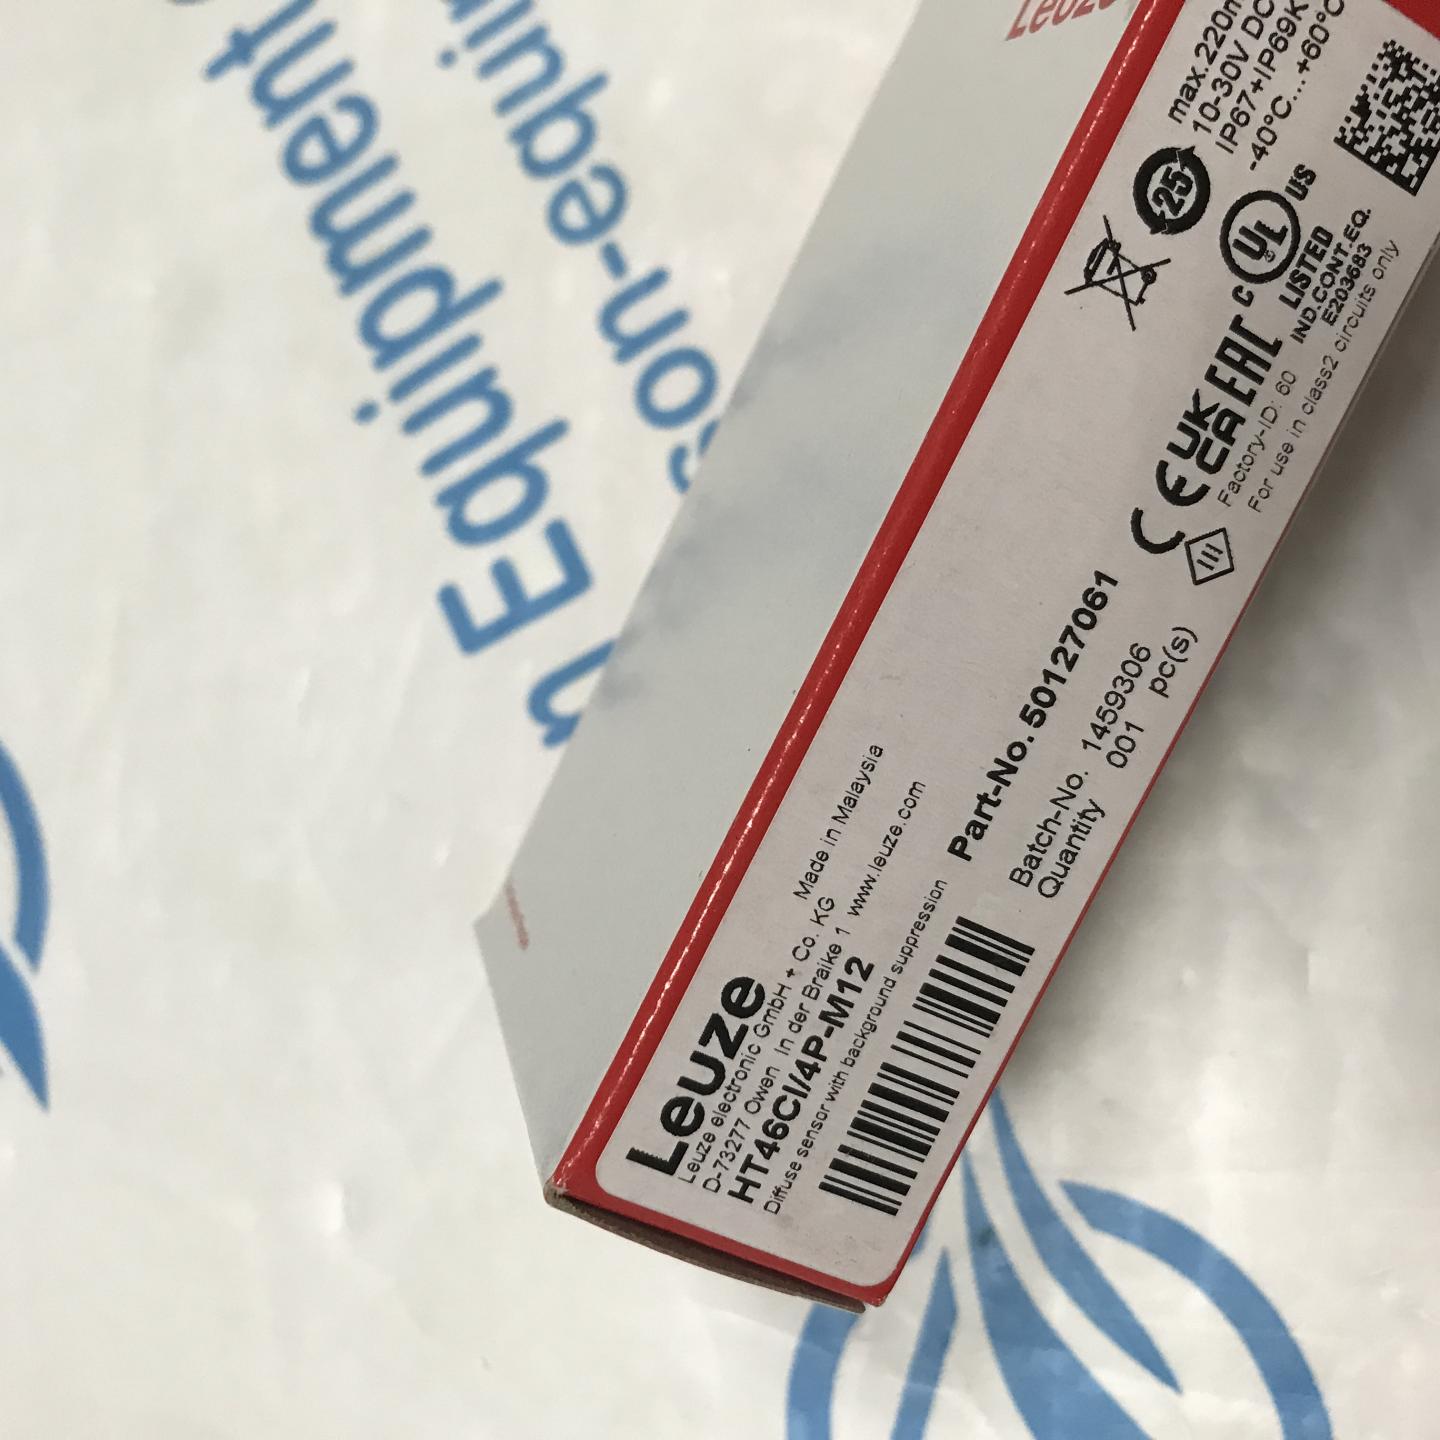 Leuze
Leuze electronic GmbH + Co. KG Made in Malaysia
D-73277 Owen In der Braike 1 www.leuze.com
HT46CI/4P-M12
Diffuse sensor with background suppression
Part-No. 50127061
Batch-No. 1459306
Quantity 001 pc(s)
CE UK CA EAC
Factory-ID: 60
For use in class2 circuits only
25
c UL US
LISTED
IND.CONT.EQ.
E203683
III
10-30V DC
IP67+IP69K
-40°C...+60°C
Equipment